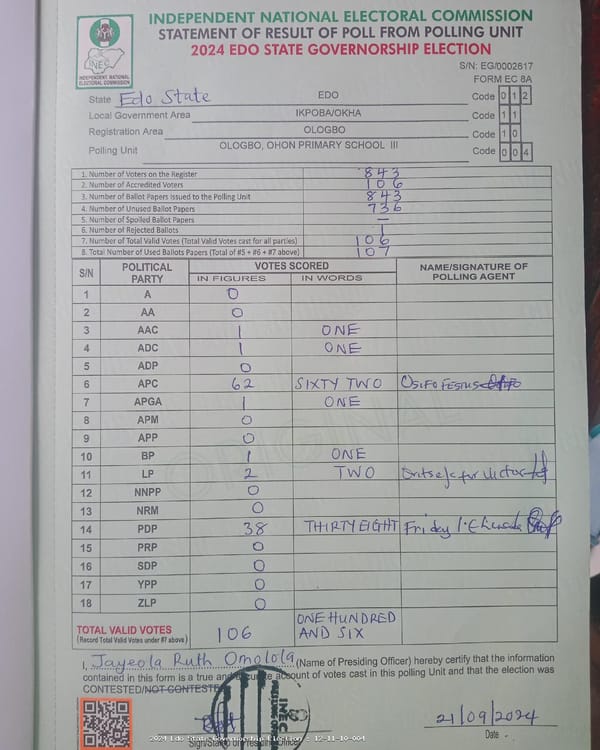 INDEPENDENT NATIONAL ELECTORAL COMMISSION
STATEMENT OF RESULT OF POLL FROM POLLING UNIT
2024 EDO STATE GOVERNORSHIP ELECTION
INEC
INDEPENDENT NATIONAL ELECTORAL COMMISSION
S/N: EG/0002617
FORM EC 8A
State Edo State EDO Code 0 1 2
Local Government Area IKPOBA/OKHA Code 1 1
Registration Area OLOGBO Code 1 0
Polling Unit OLOGBO, OHON PRIMARY SCHOOL III Code 0 0 4
1. Number of Voters on the Register 843
2. Number of Accredited Voters 106
3. Number of Ballot Papers Issued to the Polling Unit 843
4. Number of Unused Ballot Papers 736
5. Number of Spoiled Ballot Papers —
6. Number of Rejected Ballots 1
7. Number of Total Valid Votes (Total Valid Votes cast for all parties) 106
8. Total Number of Used Ballots Papers (Total of #5 + #6 + #7 above) 107
S/N POLITICAL PARTY VOTES SCORED NAME/SIGNATURE OF POLLING AGENT
IN FIGURES IN WORDS
1 A 0
2 AA 0
3 AAC 1 ONE
4 ADC 1 ONE
5 ADP 0
6 APC 62 SIXTY TWO Osifo Festus
7 APGA 1 ONE
8 APM 0
9 APP 0
10 BP 1 ONE
11 LP 2 TWO Victor
12 NNPP 0
13 NRM 0
14 PDP 38 THIRTY EIGHT Friday
15 PRP 0
16 SDP 0
17 YPP 0
18 ZLP 0
TOTAL VALID VOTES 106 ONE HUNDRED AND SIX
(Record Total Valid Votes under #7 above)
I, Jayeola Ruth Omolola (Name of Presiding Officer) hereby certify that the information
contained in this form is a true and account of votes cast in this polling Unit and that the election was
CONTESTED/NOT CONTESTED
INEC
21/09/2024
Date
2024 Edo State Governorship Election - 12-11-10-004
Sign/Stamp of Presiding Officer